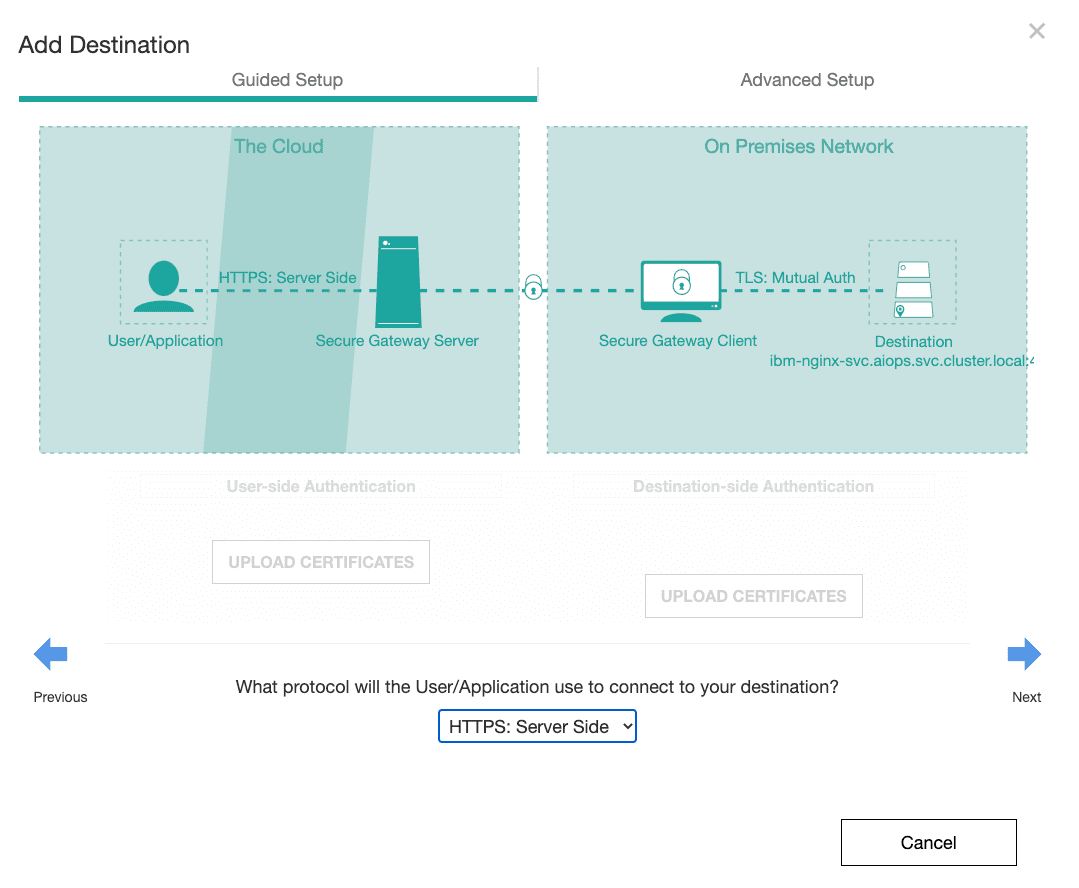 Add Destination
Guided Setup
Advanced Setup
The Cloud
On Premises Network
HTTPS: Server Side
TLS: Mutual Auth
User/Application
Secure Gateway Server
Secure Gateway Client
Destination
ibm-nginx-svc.aiops.svc.cluster.local:4
User-side Authentication
Destination-side Authentication
UPLOAD CERTIFICATES
UPLOAD CERTIFICATES
Previous
Next
What protocol will the User/Application use to connect to your destination?
HTTPS: Server Side
Cancel